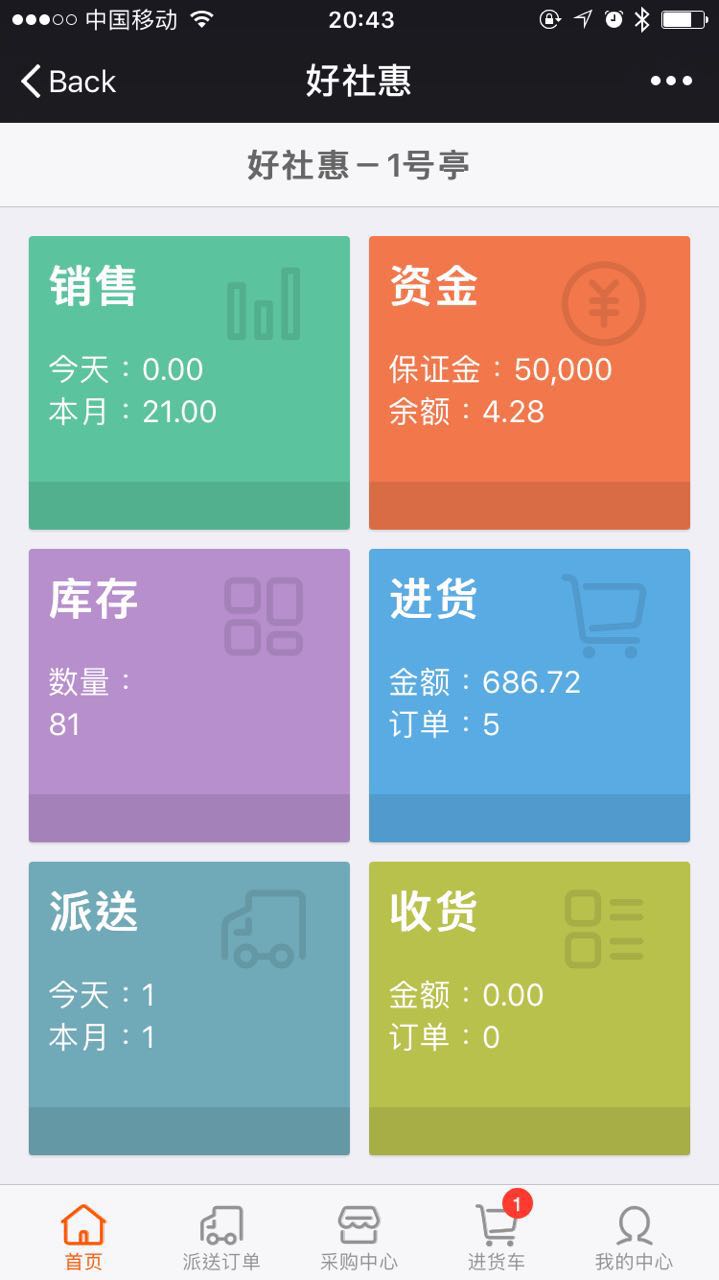 中国移动
20:43
Back
好社惠
好社惠－1号亭
销售
今天：0.00
本月：21.00
资金
保证金：50,000
余额：4.28
库存
数量：
81
进货
金额：686.72
订单：5
派送
今天：1
本月：1
收货
金额：0.00
订单：0
首页
派送订单
采购中心
1
进货车
我的中心